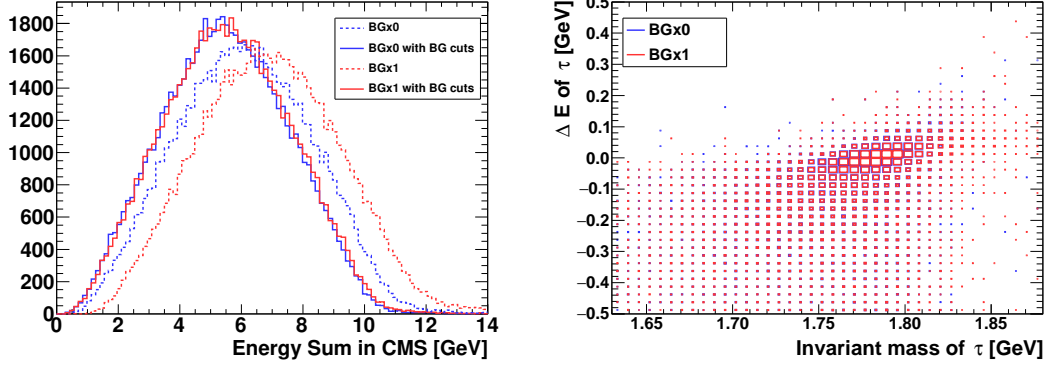 1800
1600
1400
1200
1000
800
600
400
200
0
0 2 4 6 8 10 12 14
Energy Sum in CMS [GeV]
BGx0
BGx0 with BG cuts
BGx1
BGx1 with BG cuts
Δ E of τ [GeV]
0.5
0.4
0.3
0.2
0.1
0.0
−0.1
−0.2
−0.3
−0.4
−0.5
1.65 1.70 1.75 1.80 1.85
Invariant mass of τ [GeV]
BGx0
BGx1